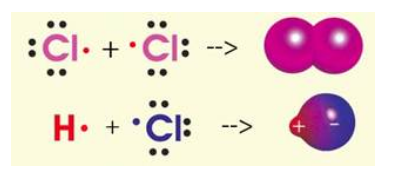 :Cl· + ·Cl: -->
H· + ·Cl: --> + −